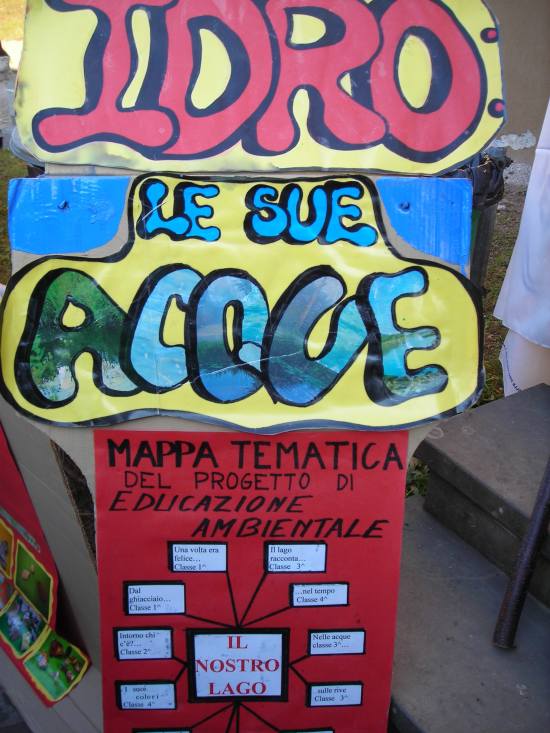 IDRO
LE SUE
ACQUE
MAPPA TEMATICA
DEL PROGETTO DI
EDUCAZIONE
AMBIENTALE
Una volta era
felice...
Classe 1^
Il lago
racconta...
Classe 3^
Dal
ghiacciaio...
Classe 1^
...nel tempo
Classe 4^
Intorno chi
c'è?...
Classe 2^
Nelle acque
classe 3^...
I suoi
colori
Classe 4^
sulle rive
Classe 3^
IL
NOSTRO
LAGO